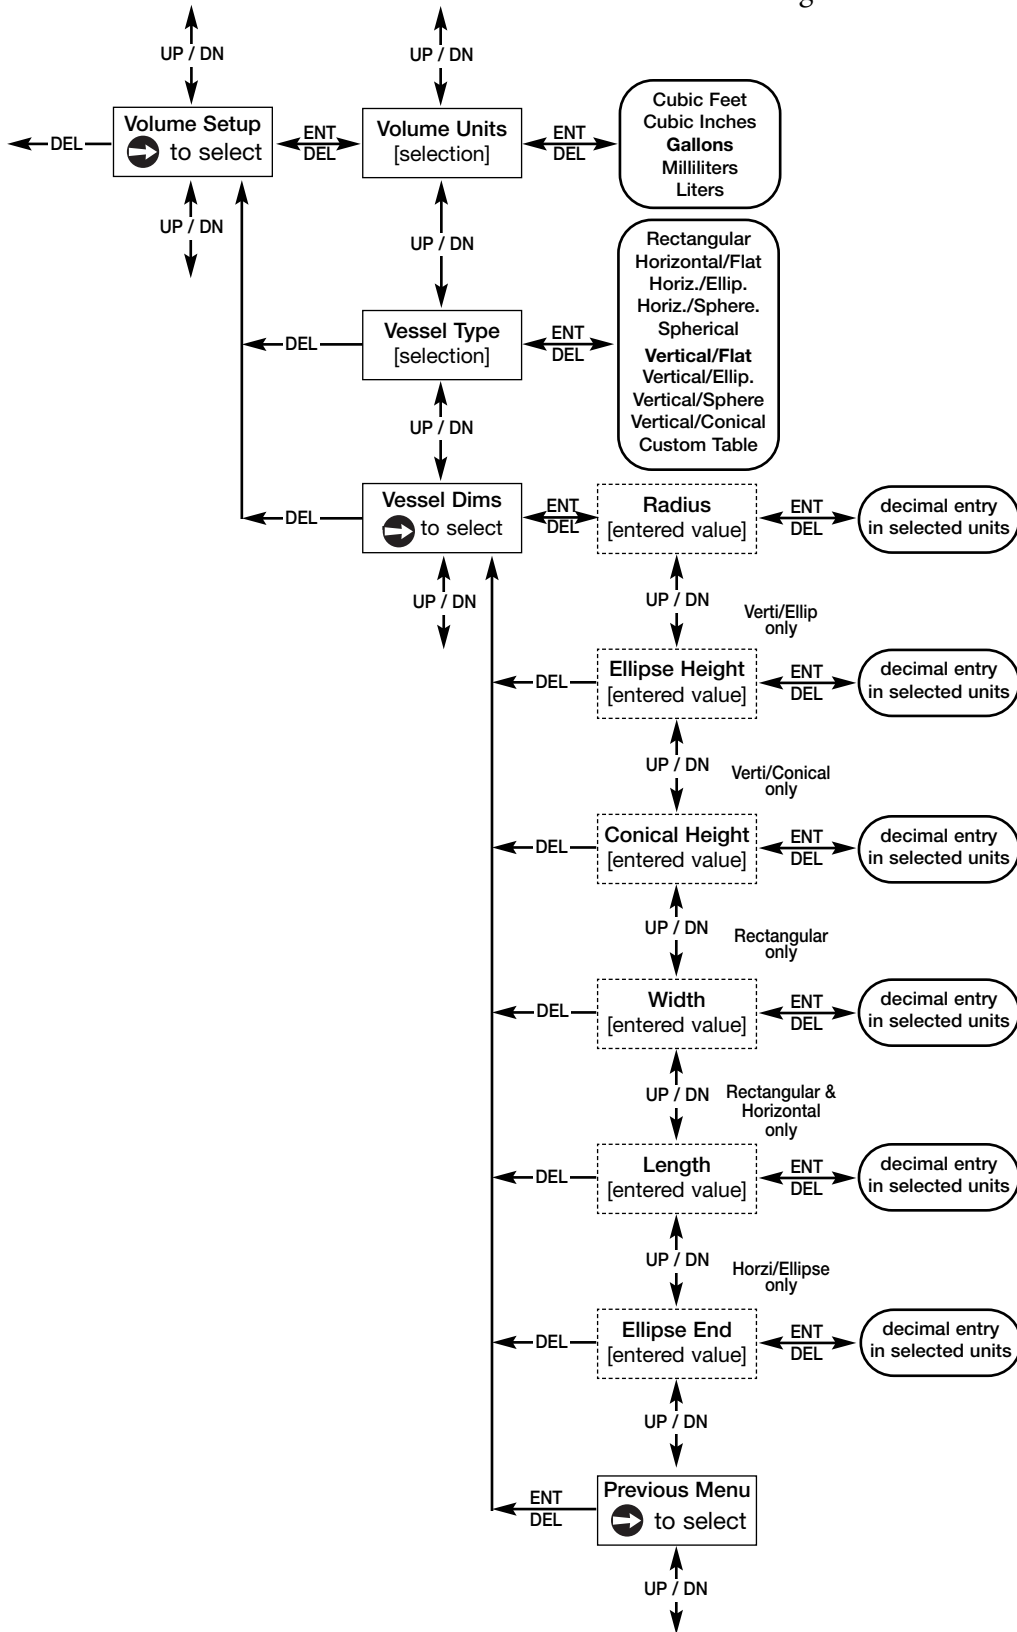 g
UP / DN
UP / DN
DEL
Volume Setup
to select
ENT
DEL
Volume Units
[selection]
ENT
DEL
Cubic Feet
Cubic Inches
Gallons
Milliliters
Liters
UP / DN
UP / DN
Rectangular
Horizontal/Flat
Horiz./Ellip.
Horiz./Sphere.
Spherical
Vertical/Flat
Vertical/Ellip.
Vertical/Sphere
Vertical/Conical
Custom Table
DEL
Vessel Type
[selection]
ENT
DEL
UP / DN
DEL
Vessel Dims
to select
ENT
DEL
Radius
[entered value]
ENT
DEL
decimal entry
in selected units
UP / DN
UP / DN
Verti/Ellip
only
DEL
Ellipse Height
[entered value]
ENT
DEL
decimal entry
in selected units
UP / DN
Verti/Conical
only
DEL
Conical Height
[entered value]
ENT
DEL
decimal entry
in selected units
UP / DN
Rectangular
only
DEL
Width
[entered value]
ENT
DEL
decimal entry
in selected units
UP / DN
Rectangular &
Horizontal
only
DEL
Length
[entered value]
ENT
DEL
decimal entry
in selected units
UP / DN
Horzi/Ellipse
only
DEL
Ellipse End
[entered value]
ENT
DEL
decimal entry
in selected units
UP / DN
ENT
DEL
Previous Menu
to select
UP / DN